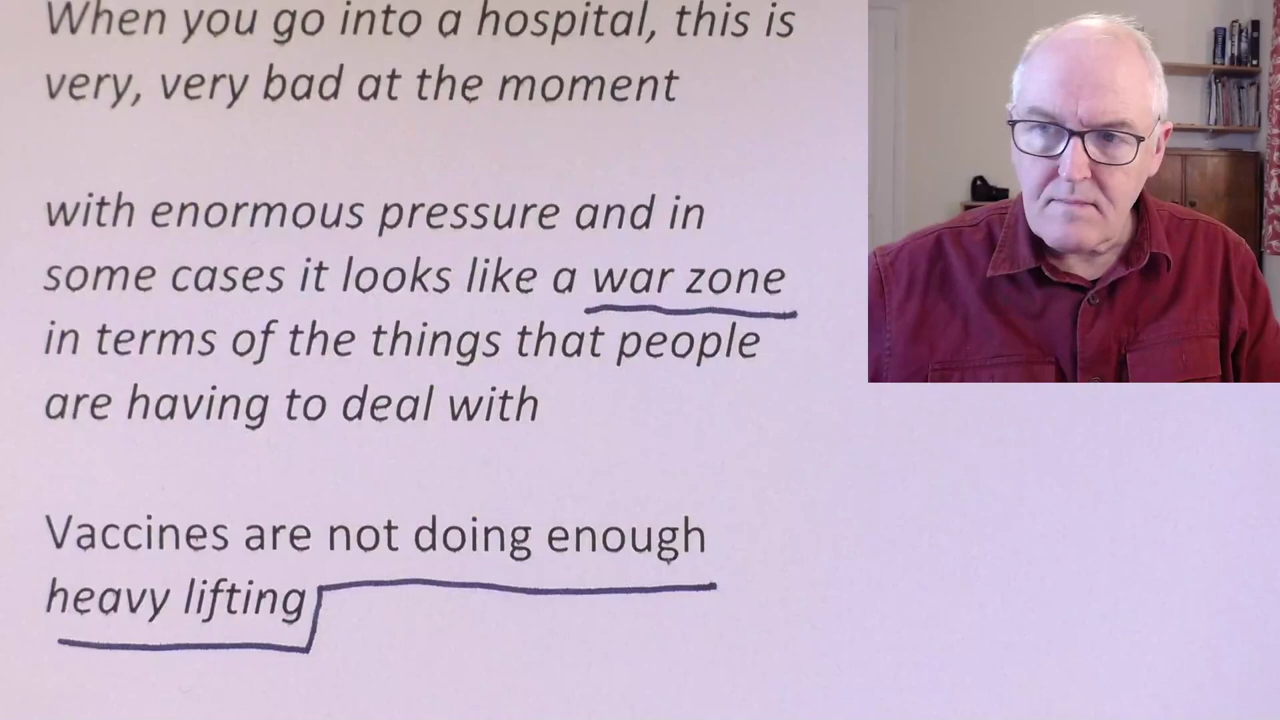 When you go into a hospital, this is
very, very bad at the moment
with enormous pressure and in
some cases it looks like a war zone
in terms of the things that people
are having to deal with
Vaccines are not doing enough
heavy lifting